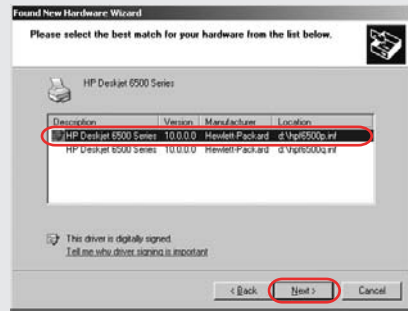 Found New Hardware Wizard
Please select the best match for your hardware from the list below.
HP Deskjet 6500 Series
Description Version Manufacturer Location
HP Deskjet 6500 Series 10.0.0.0 Hewlett-Packard d:\hpf6500p.inf
HP Deskjet 6500 Series 10.0.0.0 Hewlett-Packard d:\hpf6500q.inf
This driver is digitally signed.
Tell me why driver signing is important
< Back Next > Cancel